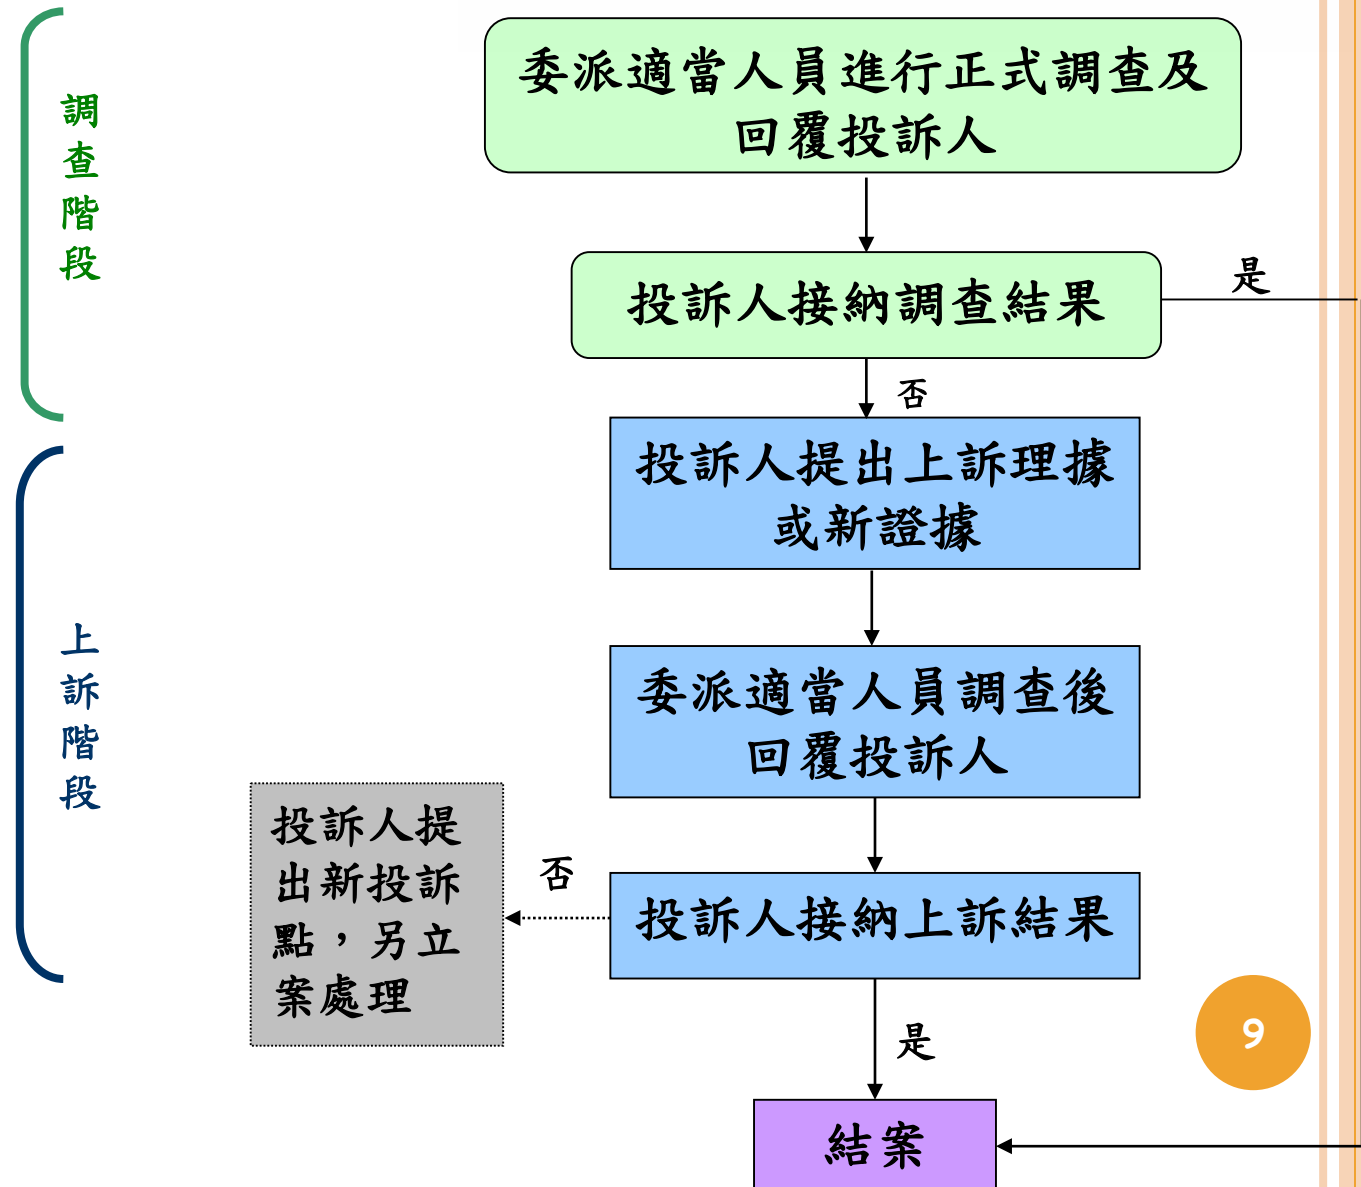 調查階段
委派適當人員進行正式調查及
回覆投訴人
投訴人接納調查結果
是
否
上訴階段
投訴人提出上訴理據
或新證據
委派適當人員調查後
回覆投訴人
投訴人接納上訴結果
否
投訴人提
出新投訴
點，另立
案處理
是
9
結案